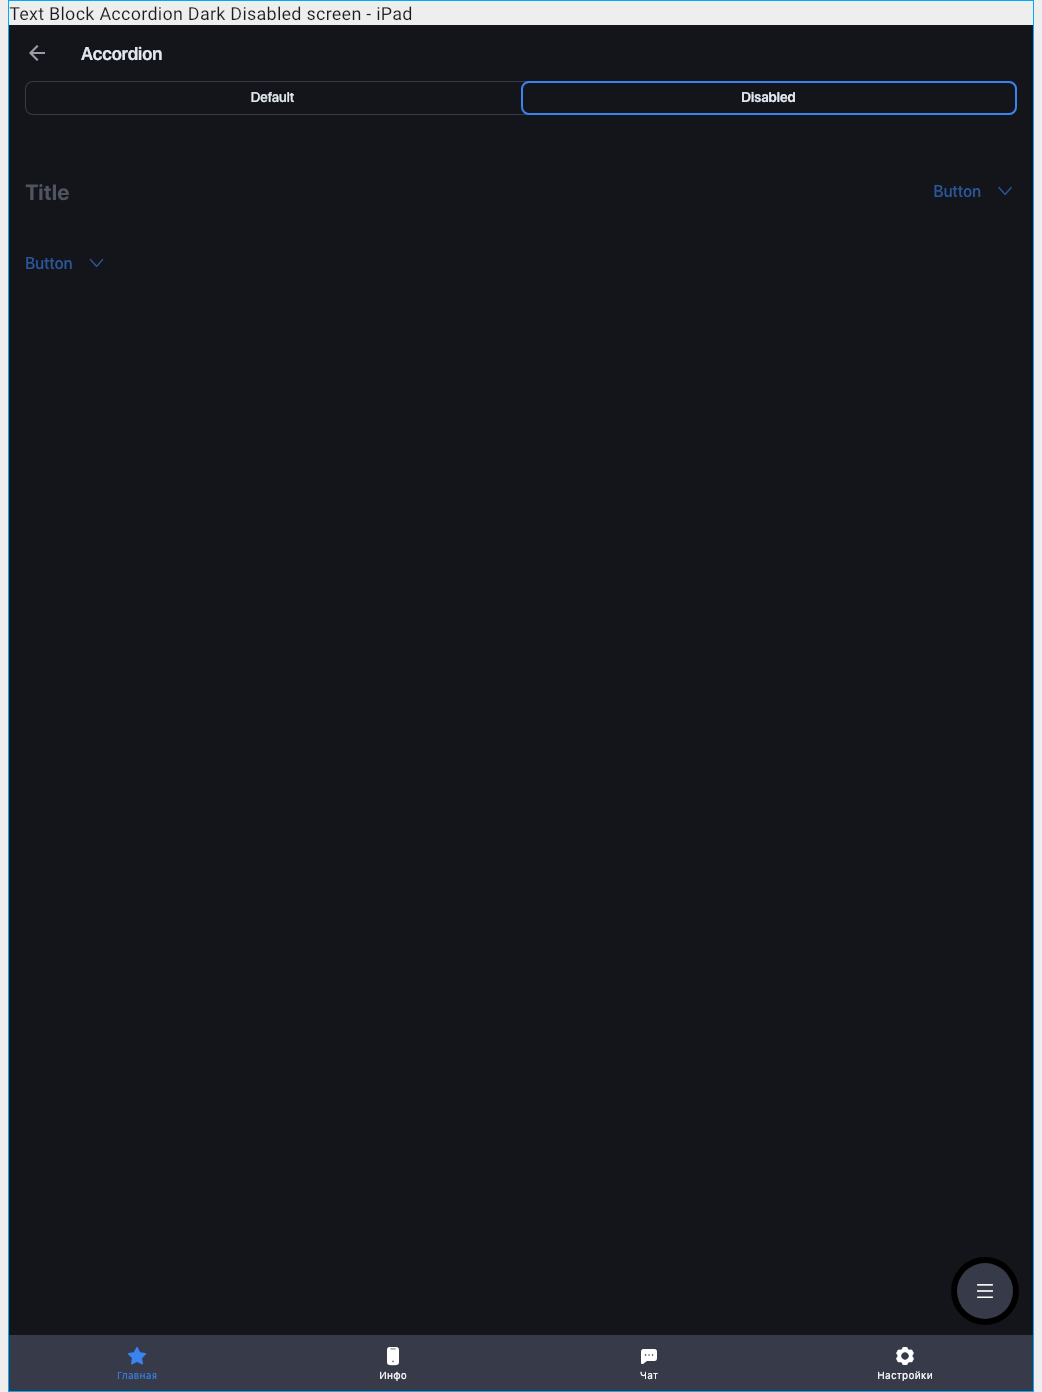 Text Block Accordion Dark Disabled screen - iPad
Accordion
Default Disabled
Title Button
Button
Главная Инфо Чат Настройки